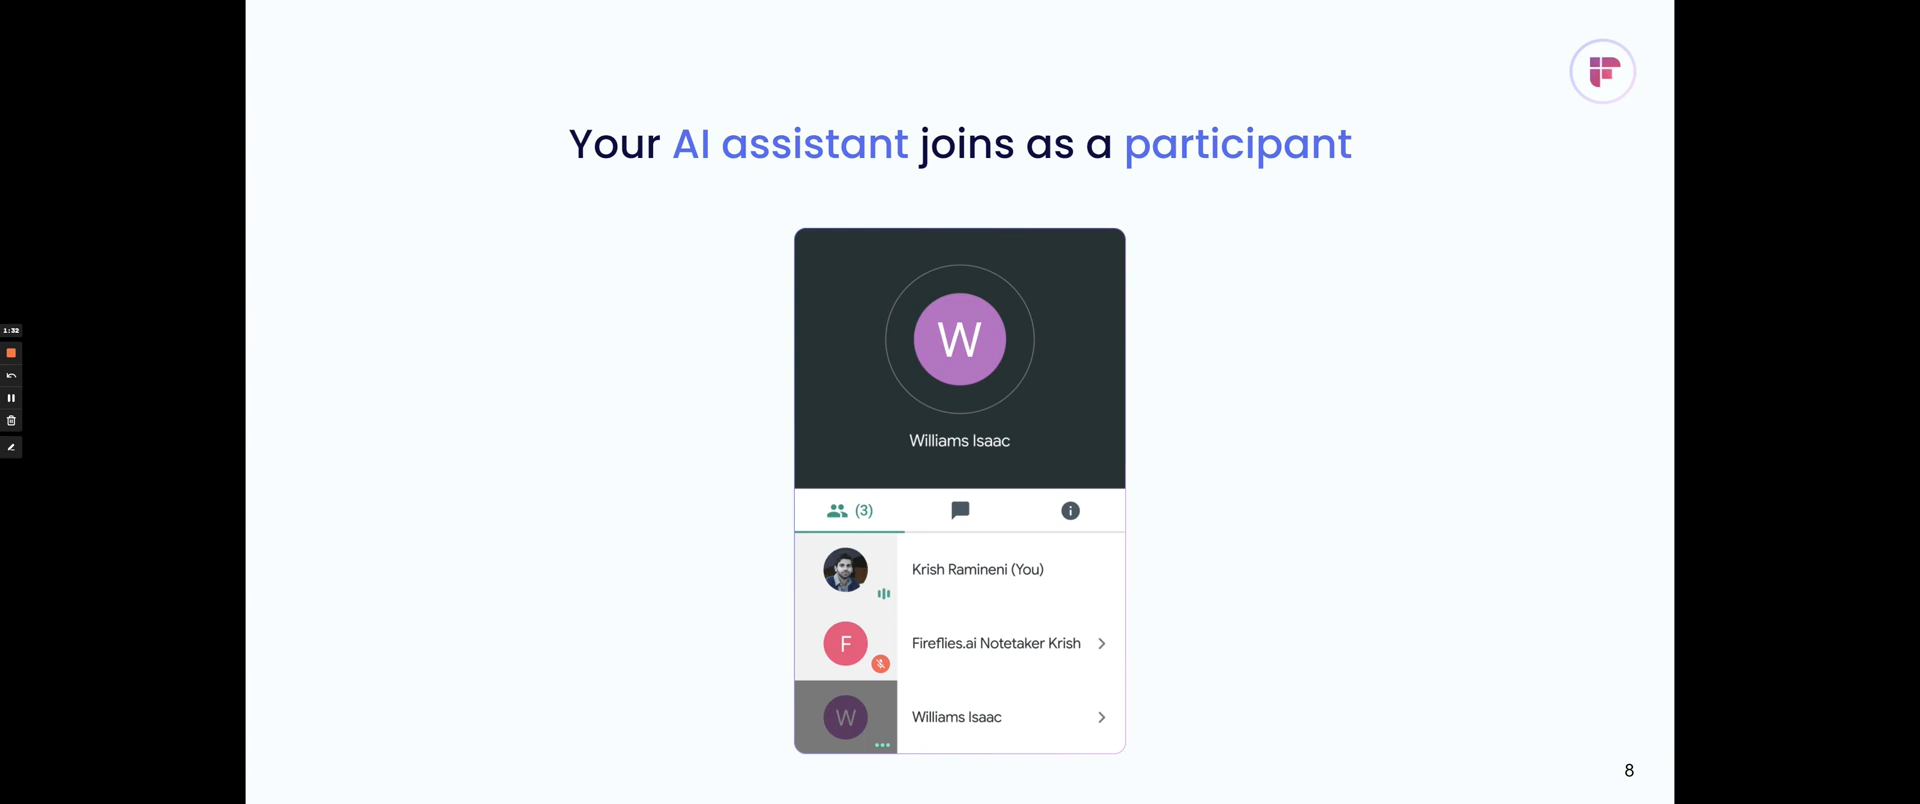 Your AI assistant joins as a participant
1:32
W
Williams Isaac
(3)
Krish Ramineni (You)
F
Fireflies.ai Notetaker Krish
W
Williams Isaac
8